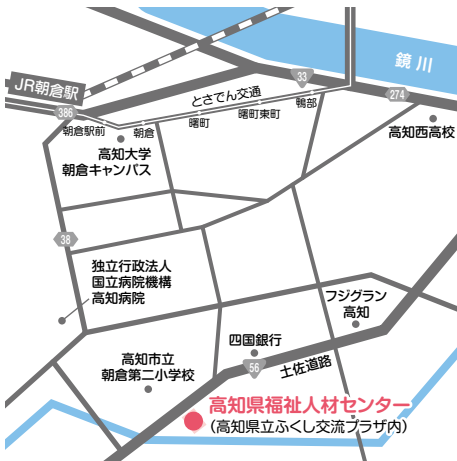 鏡川
JR朝倉駅
33
274
とさでん交通
386
朝倉駅前
朝倉
曙町
曙町東町
鴨部
高知西高校
高知大学
朝倉キャンパス
38
独立行政法人
国立病院機構
高知病院
フジグラン
高知
四国銀行
56
土佐道路
高知市立
朝倉第二小学校
高知県福祉人材センター
(高知県立ふくし交流プラザ内)